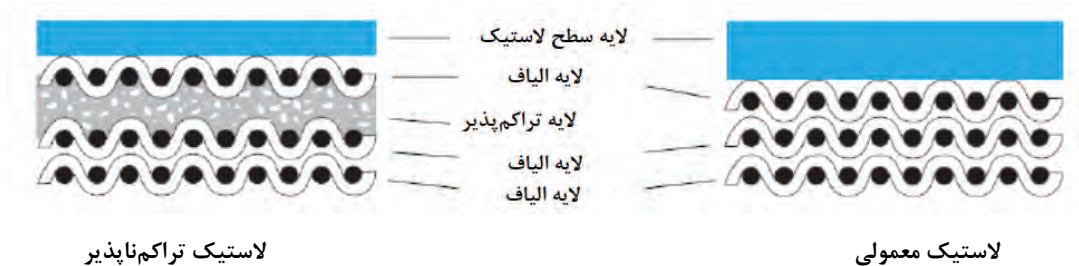 لایه سطح لاستیک
لایه الیاف
لایه تراکم‌پذیر
لایه الیاف
لایه الیاف
لاستیک معمولی
لاستیک تراکم‌ناپذیر